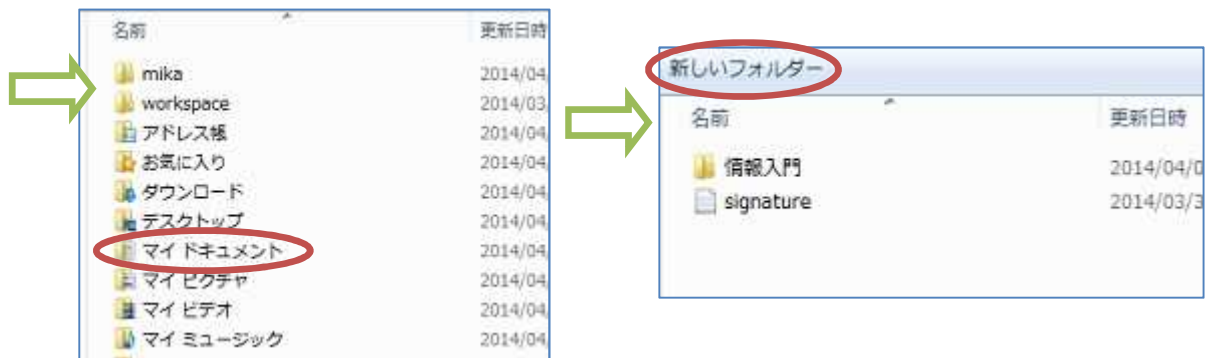 名前 更新日時
mika 2014/04
workspace 2014/03
アドレス帳 2014/04
お気に入り 2014/04
ダウンロード 2014/04
デスクトップ 2014/04
マイ ドキュメント 2014/04
マイ ピクチャ 2014/04
マイ ビデオ 2014/04
マイ ミュージック 2014/04
新しいフォルダー
名前 更新日時
情報入門 2014/04/0
signature 2014/03/3